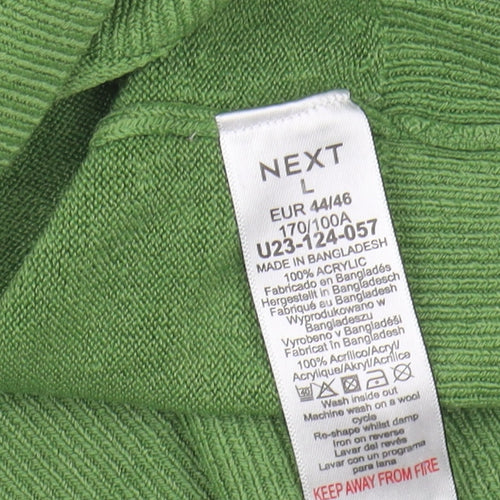 NEXT
L
EUR 44/46
170/100A
U23-124-057
MADE IN BANGLADESH
100% ACRYLIC
Fabricado en Bangladés
Hergestellt in Bangladesh
Fabriqué au Bangladesh
Wyprodukowano w
Bangladeszu
Vyrobeno v Bangladéši
Fabricat în Bangladesh
100% Acrílico/Acryl
Acrylique/Akryl/Acrilice
Wash inside out
Machine wash on a wool
cycle
Re-shape whilst damp
Iron on reverse
Lavar del revés
Lavar con un programa
para lana
KEEP AWAY FROM FIRE